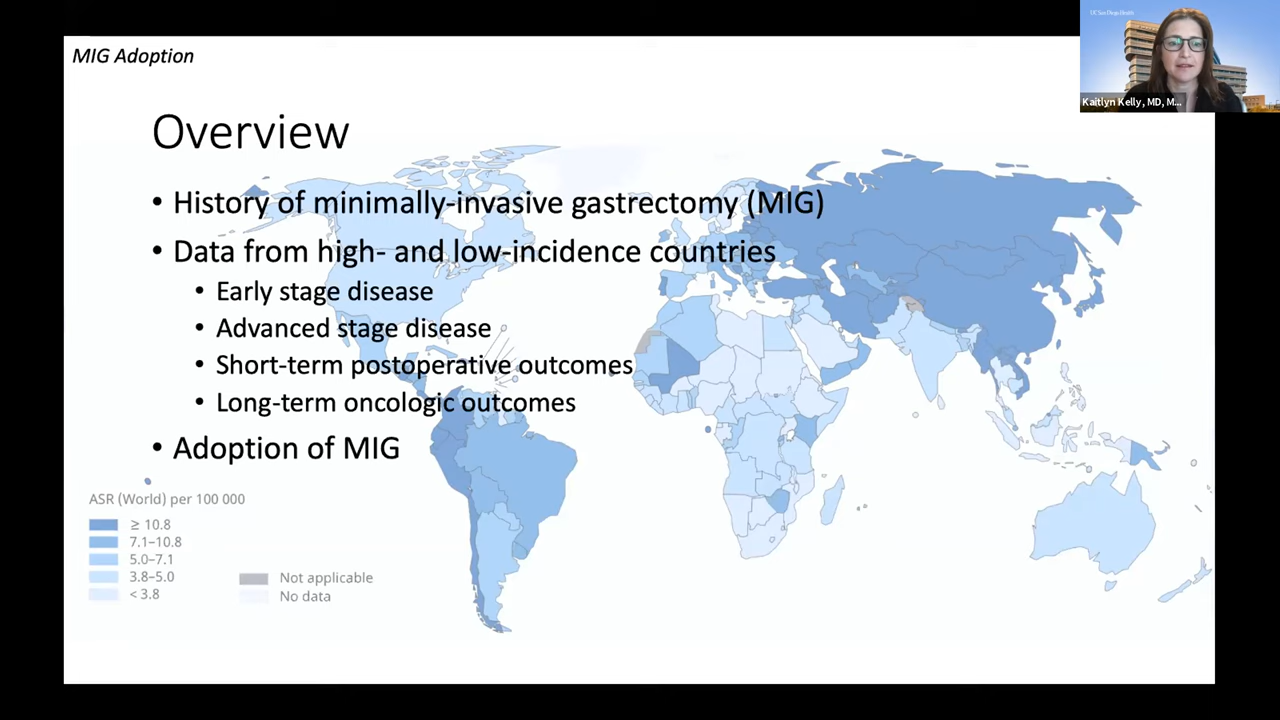 MIG Adoption
UC San Diego Health
Kaitlyn Kelly, MD, M...
Overview
• History of minimally-invasive gastrectomy (MIG)
• Data from high- and low-incidence countries
• Early stage disease
• Advanced stage disease
• Short-term postoperative outcomes
• Long-term oncologic outcomes
• Adoption of MIG
ASR (World) per 100 000
≥ 10.8
7.1–10.8
5.0–7.1
3.8–5.0
< 3.8
Not applicable
No data